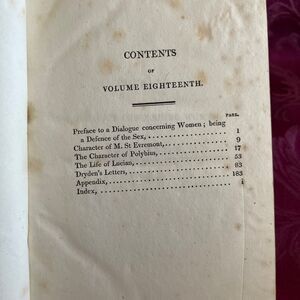 CONTENTS
OF
VOLUME EIGHTEENTH.
PAGE.
Preface to a Dialogue concerning Women; being
a Defence of the Sex, 1
Character of M. St Evremont, 9
The Character of Polybius, 17
The Life of Lucian, 53
Dryden's Letters, 83
Appendix, 183
Index, i